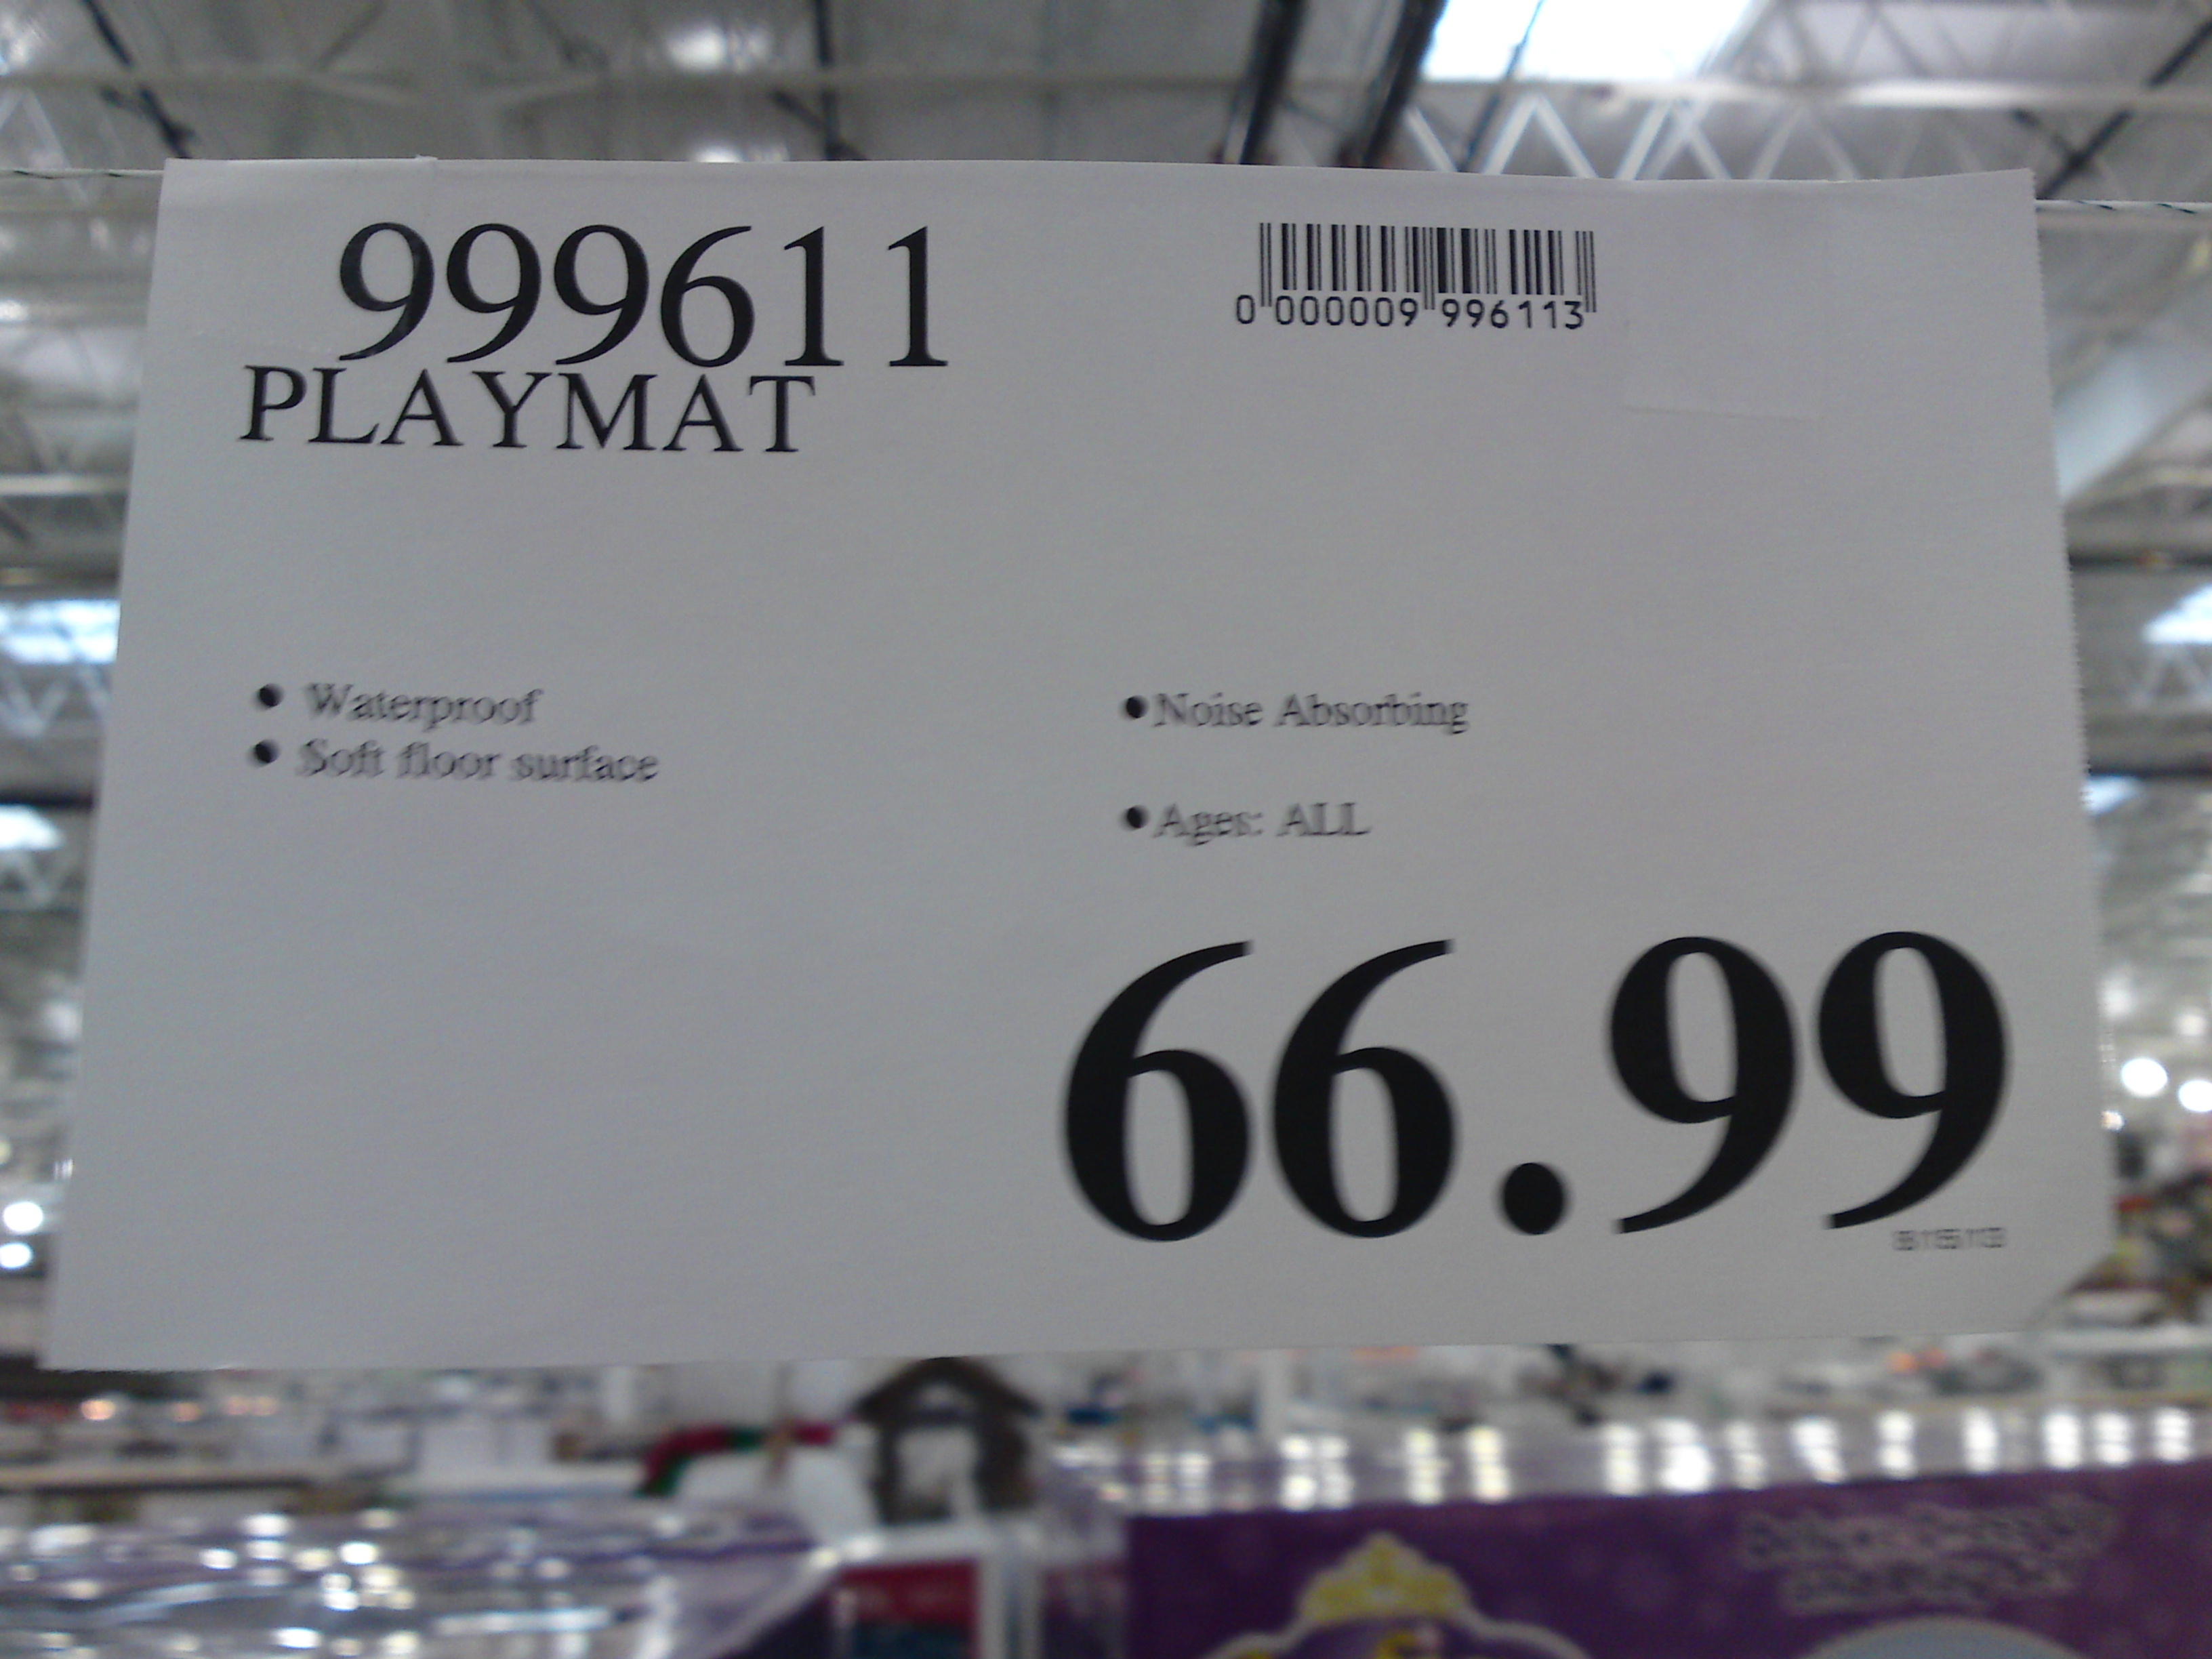 999611
PLAYMAT
0 000009 996113
• Waterproof
• Soft floor surface
• Noise Absorbing
• Ages: ALL
66.99